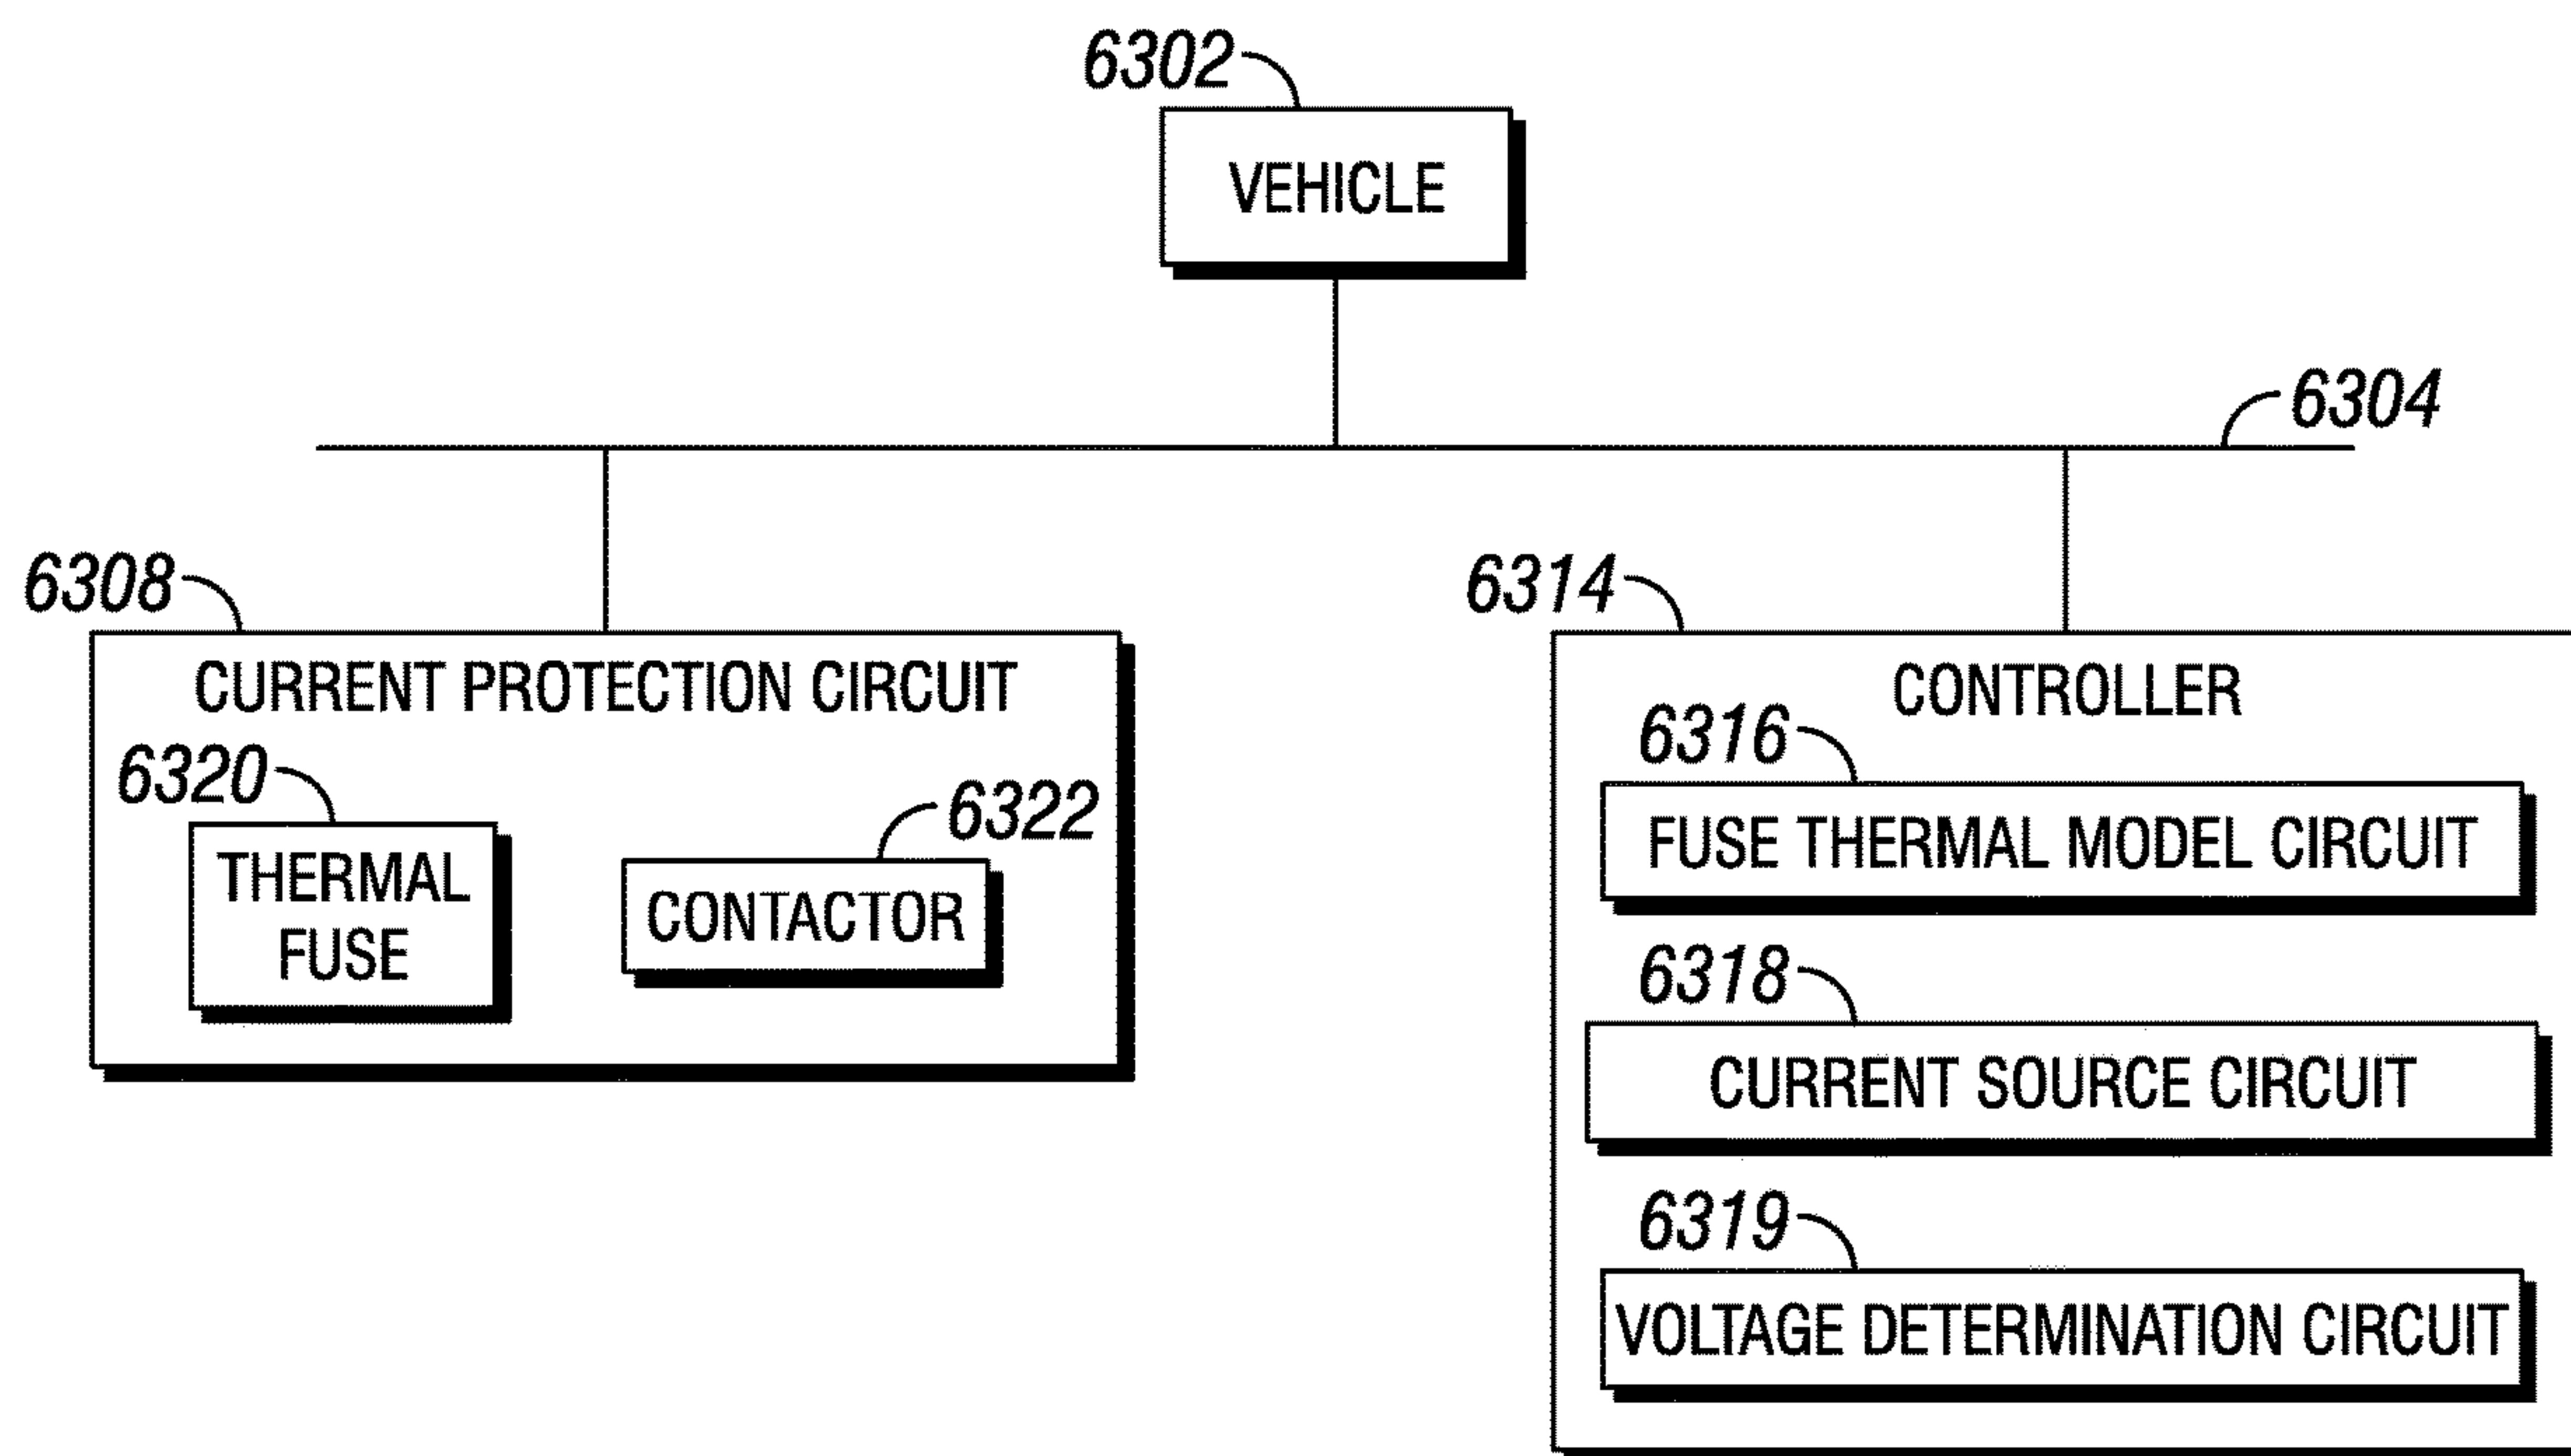 6302
VEHICLE
6304
6308
CURRENT PROTECTION CIRCUIT
6320
THERMAL
FUSE
6322
CONTACTOR
6314
CONTROLLER
6316
FUSE THERMAL MODEL CIRCUIT
6318
CURRENT SOURCE CIRCUIT
6319
VOLTAGE DETERMINATION CIRCUIT